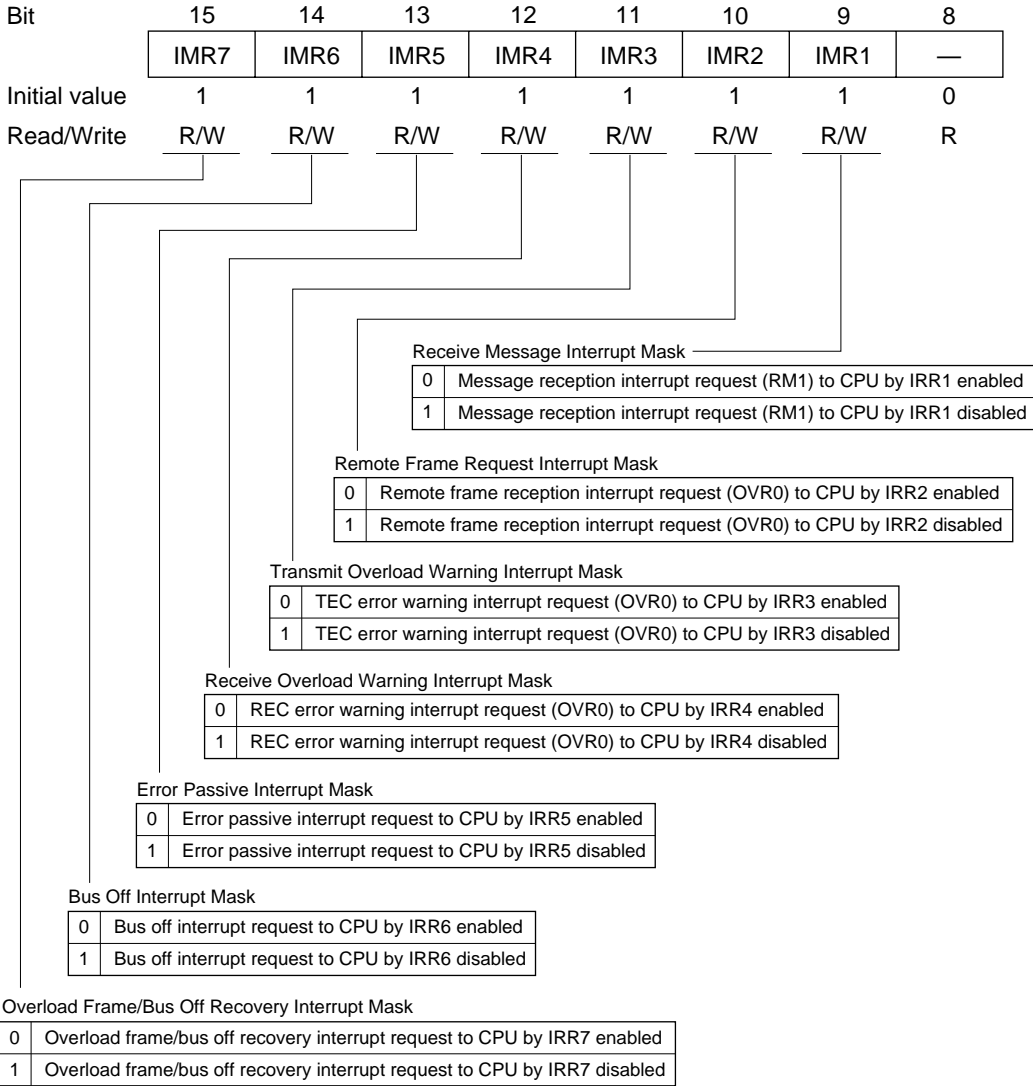 Bit 15 14 13 12 11 10 9 8
IMR7 IMR6 IMR5 IMR4 IMR3 IMR2 IMR1 —
Initial value 1 1 1 1 1 1 1 0
Read/Write R/W R/W R/W R/W R/W R/W R/W R
Receive Message Interrupt Mask
0 Message reception interrupt request (RM1) to CPU by IRR1 enabled
1 Message reception interrupt request (RM1) to CPU by IRR1 disabled
Remote Frame Request Interrupt Mask
0 Remote frame reception interrupt request (OVR0) to CPU by IRR2 enabled
1 Remote frame reception interrupt request (OVR0) to CPU by IRR2 disabled
Transmit Overload Warning Interrupt Mask
0 TEC error warning interrupt request (OVR0) to CPU by IRR3 enabled
1 TEC error warning interrupt request (OVR0) to CPU by IRR3 disabled
Receive Overload Warning Interrupt Mask
0 REC error warning interrupt request (OVR0) to CPU by IRR4 enabled
1 REC error warning interrupt request (OVR0) to CPU by IRR4 disabled
Error Passive Interrupt Mask
0 Error passive interrupt request to CPU by IRR5 enabled
1 Error passive interrupt request to CPU by IRR5 disabled
Bus Off Interrupt Mask
0 Bus off interrupt request to CPU by IRR6 enabled
1 Bus off interrupt request to CPU by IRR6 disabled
Overload Frame/Bus Off Recovery Interrupt Mask
0 Overload frame/bus off recovery interrupt request to CPU by IRR7 enabled
1 Overload frame/bus off recovery interrupt request to CPU by IRR7 disabled